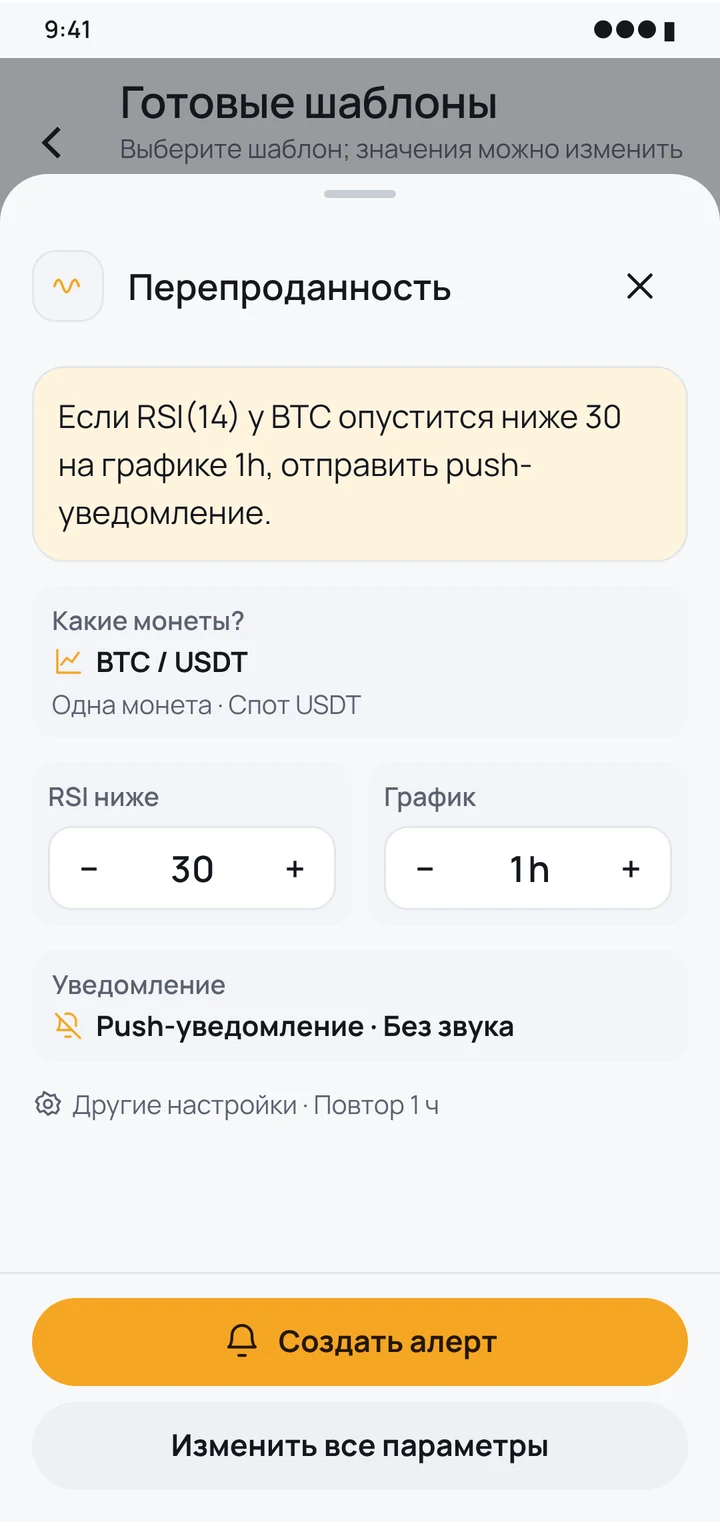 9:41
Готовые шаблоны
Выберите шаблон; значения можно изменить
Перепроданность
Если RSI(14) у BTC опустится ниже 30
на графике 1h, отправить push-
уведомление.
Какие монеты?
BTC / USDT
Одна монета · Спот USDT
RSI ниже
График
− 30 +
− 1h +
Уведомление
Push-уведомление · Без звука
Другие настройки · Повтор 1 ч
Создать алерт
Изменить все параметры